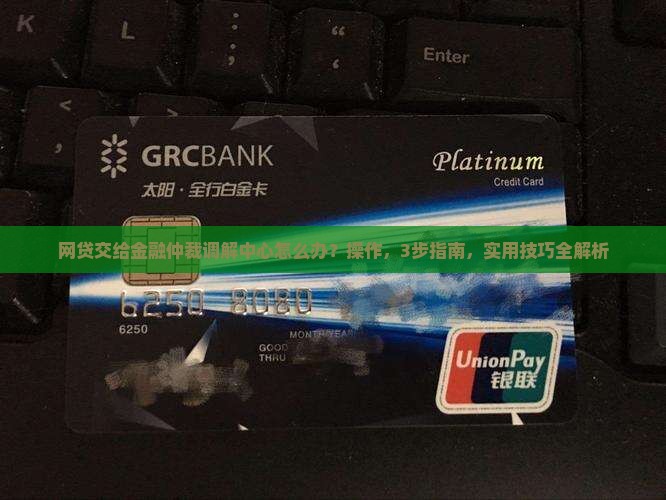 K
L
:
;
"
"
Enter
<
,
>
GRCBANK
Platinum
Credit Card
太阳·全行白金卡
网贷交给金融仲裁调解中心怎么办？操作，3步指南，实用技巧全解析
6250 8080
6250
MONTH/YEAR
GOOD
THRU
UnionPay
银联